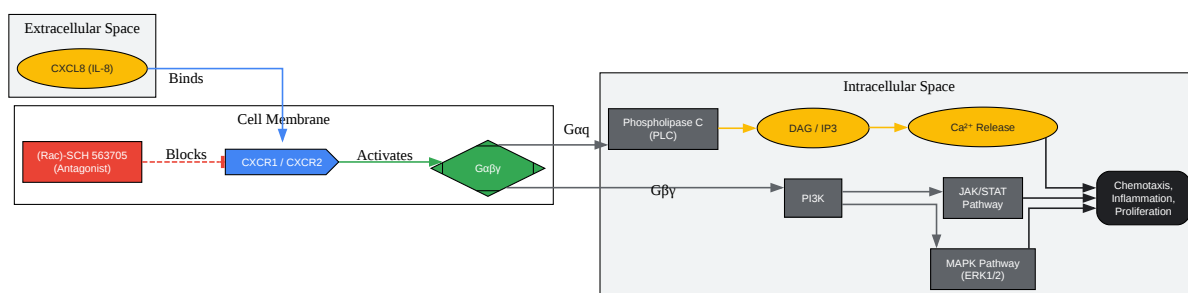 Extracellular Space
CXCL8 (IL-8)
Binds
Cell Membrane
(Rac)-SCH 563705
(Antagonist)
Blocks
CXCR1 / CXCR2
Activates
Gαβγ
Gαq
Gβγ
Intracellular Space
Phospholipase C
(PLC)
DAG / IP3
Ca²⁺ Release
PI3K
JAK/STAT
Pathway
MAPK Pathway
(ERK1/2)
Chemotaxis,
Inflammation,
Proliferation